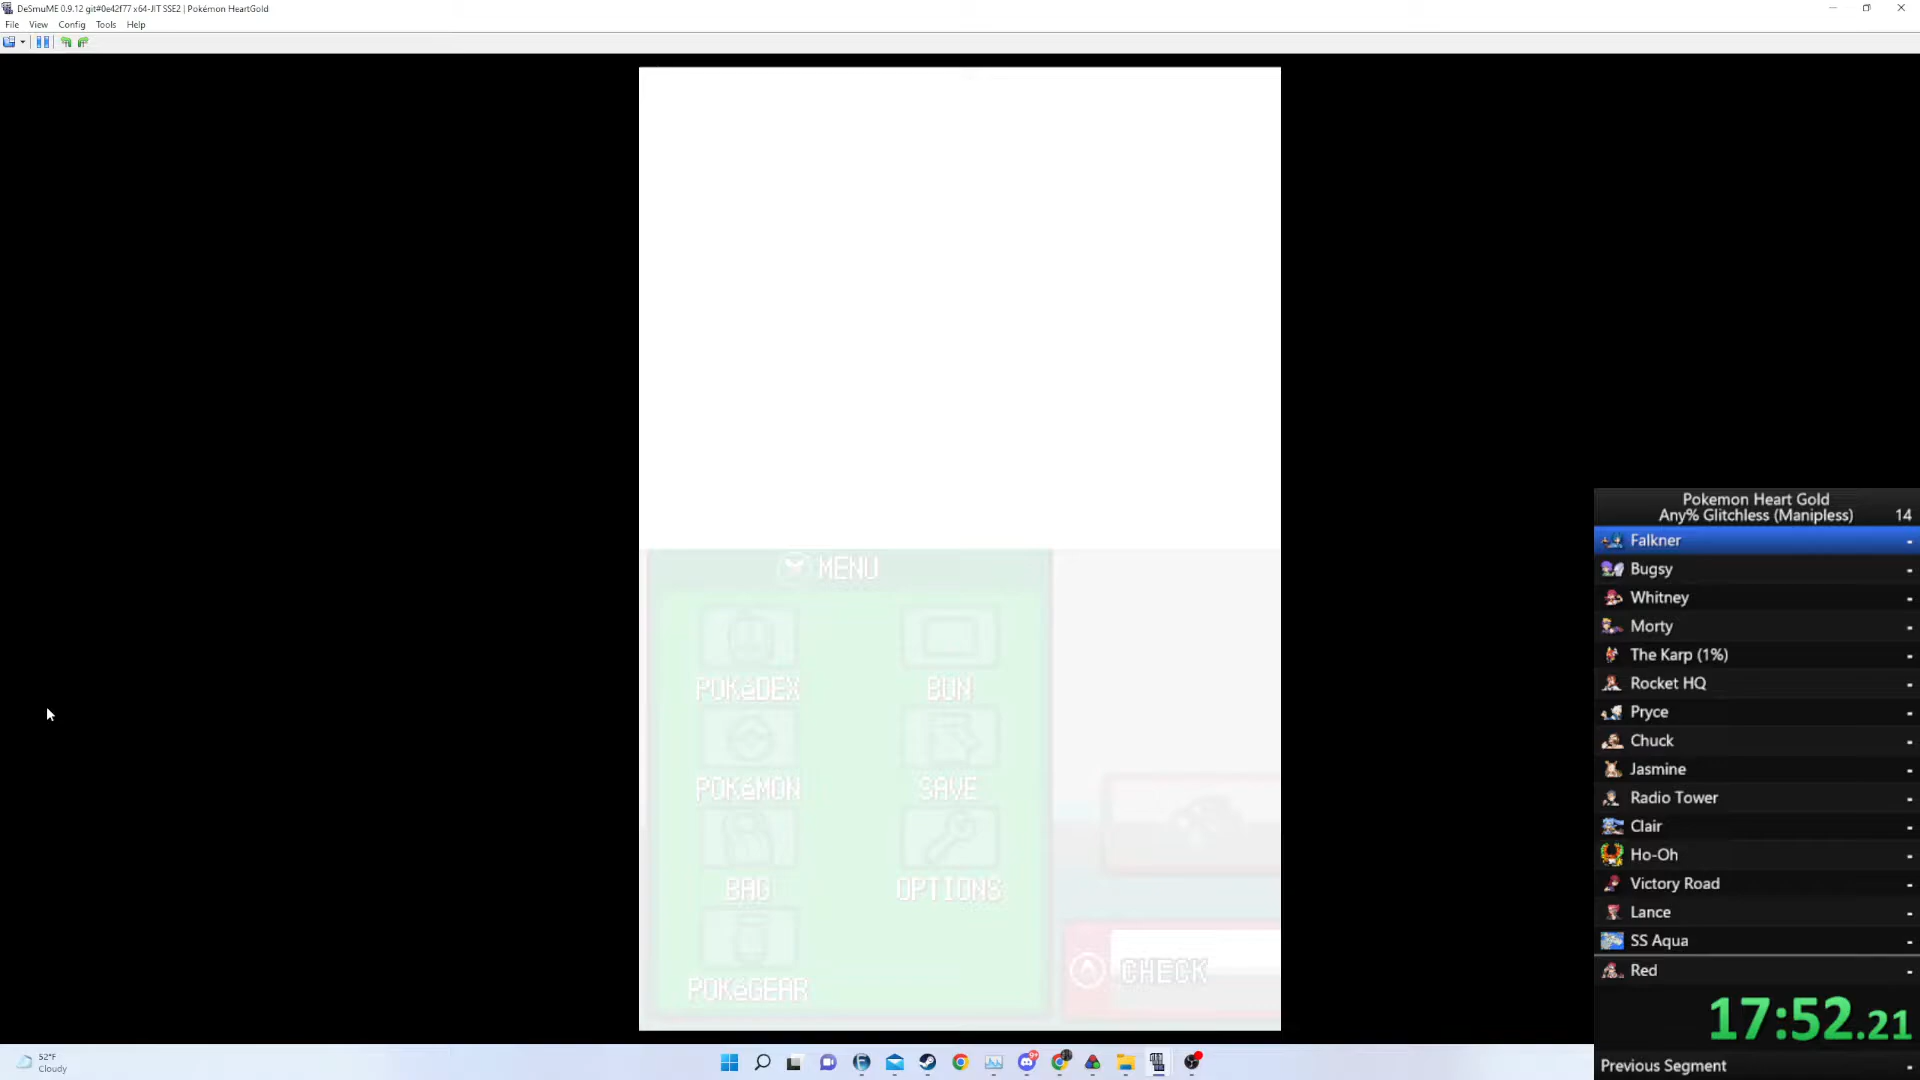 DeSmuME 0.9.12 git#0e42f77 x64-JIT SSE2 | Pokémon HeartGold
File View Config Tools Help
MENU
POKéDEX BUN
POKéMON SAVE
BAG OPTIONS
POKéGEAR
CHECK
Pokemon Heart Gold
Any% Glitchless (Manipless) 14
Falkner -
Bugsy -
Whitney -
Morty -
The Karp (1%) -
Rocket HQ -
Pryce -
Chuck -
Jasmine -
Radio Tower -
Clair -
Ho-Oh -
Victory Road -
Lance -
SS Aqua -
Red -
17:52.21
Previous Segment -
52°F
Cloudy